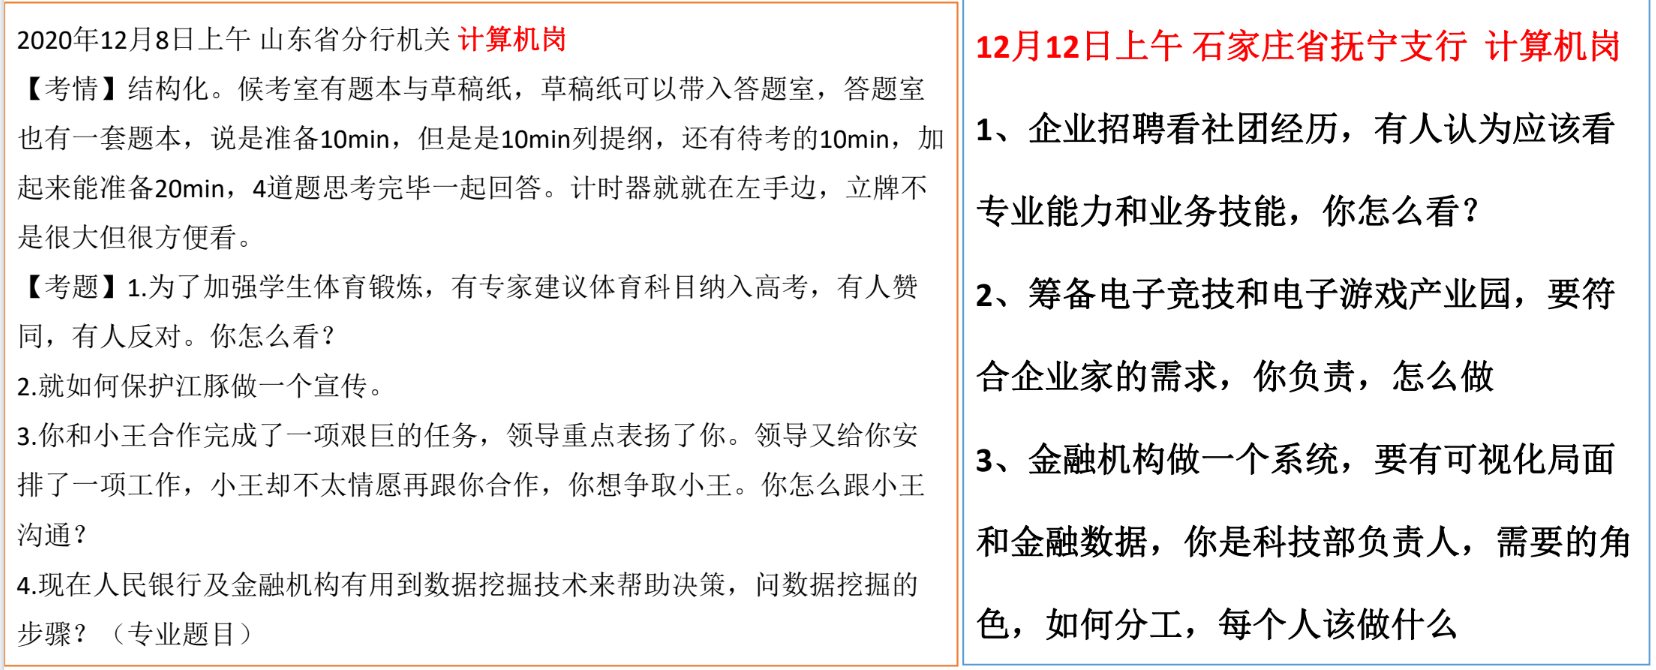 2020年12月8日上午 山东省分行机关 计算机岗
【考情】结构化。候考室有题本与草稿纸，草稿纸可以带入答题室，答题室
也有一套题本，说是准备10min，但是是10min列提纲，还有待考的10min，加
起来能准备20min，4道题思考完毕一起回答。计时器就就在左手边，立牌不
是很大但很方便看。
【考题】1.为了加强学生体育锻炼，有专家建议体育科目纳入高考，有人赞
同，有人反对。你怎么看？
2.就如何保护江豚做一个宣传。
3.你和小王合作完成了一项艰巨的任务，领导重点表扬了你。领导又给你安
排了一项工作，小王却不太情愿再跟你合作，你想争取小王。你怎么跟小王
沟通？
4.现在人民银行及金融机构有用到数据挖掘技术来帮助决策，问数据挖掘的
步骤？（专业题目）
12月12日上午 石家庄省抚宁支行 计算机岗
1、企业招聘看社团经历，有人认为应该看
专业能力和业务技能，你怎么看？
2、筹备电子竞技和电子游戏产业园，要符
合企业家的需求，你负责，怎么做
3、金融机构做一个系统，要有可视化局面
和金融数据，你是科技部负责人，需要的角
色，如何分工，每个人该做什么